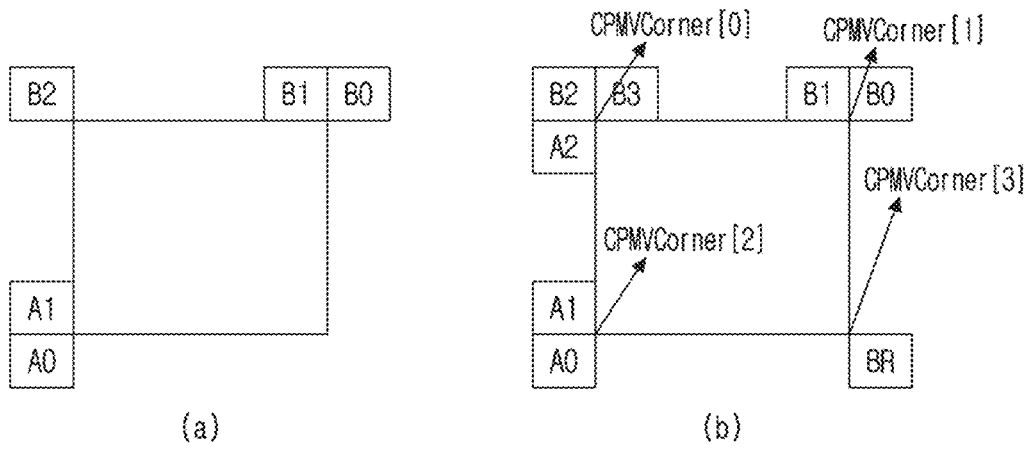 CPMVCorner[0]
CPMVCorner[1]
B2
B1
B0
B2
B3
B1
B0
A2
CPMVCorner[3]
CPMVCorner[2]
A1
A0
A1
A0
BR
(a)
(b)